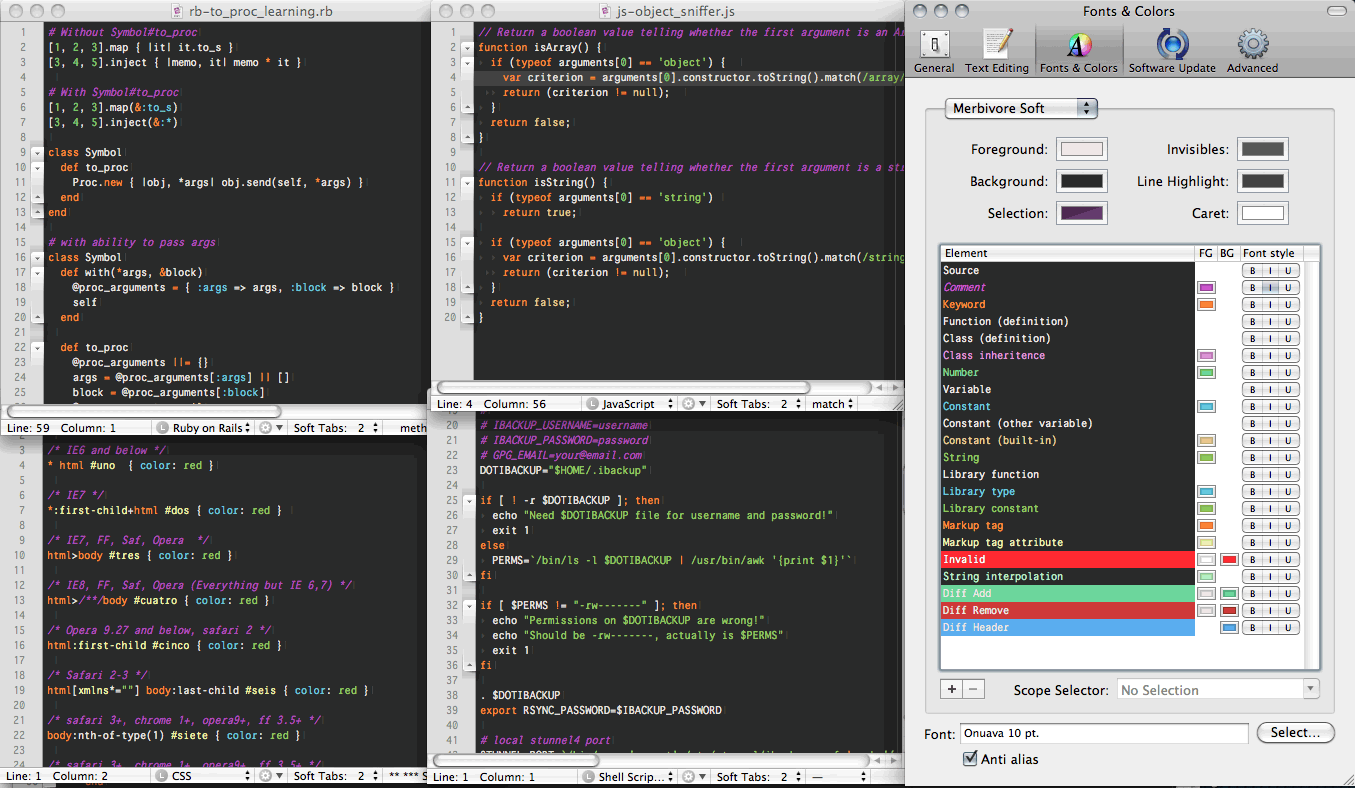 rb-to_proc_learning.rb
1 # Without Symbol#to_proc
2 [1, 2, 3].map { |it| it.to_s }
3 [3, 4, 5].inject { |memo, it| memo * it }
4
5 # With Symbol#to_proc
6 [1, 2, 3].map(&:to_s)
7 [3, 4, 5].inject(&:*)
8
9 class Symbol
10 def to_proc
11 Proc.new { |obj, *args| obj.send(self, *args) }
12 end
13 end
14
15 # with ability to pass args
16 class Symbol
17 def with(*args, &block)
18 @proc_arguments = { :args => args, :block => block }
19 self
20 end
21
22 def to_proc
23 @proc_arguments ||= {}
24 args = @proc_arguments[:args] || []
25 block = @proc_arguments[:block]
Line: 59 Column: 1 Ruby on Rails Soft Tabs: 2 meth
3 /* IE6 and below */
4 * html #uno { color: red }
5
6 /* IE7 */
7 *:first-child+html #dos { color: red }
8
9 /* IE7, FF, Saf, Opera */
10 html>body #tres { color: red }
11
12 /* IE8, FF, Saf, Opera (Everything but IE 6,7) */
13 html>/**/body #cuatro { color: red }
14
15 /* Opera 9.27 and below, safari 2 */
16 html:first-child #cinco { color: red }
17
18 /* Safari 2-3 */
19 html[xmlns*=""] body:last-child #seis { color: red }
20
21 /* safari 3+, chrome 1+, opera9+, ff 3.5+ */
22 body:nth-of-type(1) #siete { color: red }
23
24 /* safari 3+, chrome 1+, opera9+, ff 3.5+ */
Line: 1 Column: 2 CSS Soft Tabs: 2 ** *** S
js-object_sniffer.js
1 // Return a boolean value telling whether the first argument is an Ar
2 function isArray() {
3 if (typeof arguments[0] == 'object') {
4 var criterion = arguments[0].constructor.toString().match(/array/
5 return (criterion != null);
6 }
7 return false;
8 }
9
10 // Return a boolean value telling whether the first argument is a str
11 function isString() {
12 if (typeof arguments[0] == 'string')
13 return true;
14
15 if (typeof arguments[0] == 'object') {
16 var criterion = arguments[0].constructor.toString().match(/string
17 return (criterion != null);
18 }
19 return false;
20 }
Line: 4 Column: 56 JavaScript Soft Tabs: 2 match
20 # IBACKUP_USERNAME=username
21 # IBACKUP_PASSWORD=password
22 # GPG_EMAIL=your@email.com
23 DOTIBACKUP="$HOME/.ibackup"
24
25 if [ ! -r $DOTIBACKUP ]; then
26 echo "Need $DOTIBACKUP file for username and password!"
27 exit 1
28 else
29 PERMS=`/bin/ls -l $DOTIBACKUP | /usr/bin/awk '{print $1}'`
30 fi
31
32 if [ $PERMS != "-rw-------" ]; then
33 echo "Permissions on $DOTIBACKUP are wrong!"
34 echo "Should be -rw-------, actually is $PERMS"
35 exit 1
36 fi
37
38 . $DOTIBACKUP
39 export RSYNC_PASSWORD=$IBACKUP_PASSWORD
40
41 # local stunnel4 port
Line: 1 Column: 1 Shell Scrip... Soft Tabs: 2 —
Fonts & Colors
General Text Editing Fonts & Colors Software Update Advanced
Merbivore Soft
Foreground: Invisibles:
Background: Line Highlight:
Selection: Caret:
Element FG BG Font style
Source B I U
Comment B I U
Keyword B I U
Function (definition) B I U
Class (definition) B I U
Class inheritence B I U
Number B I U
Variable B I U
Constant B I U
Constant (other variable) B I U
Constant (built-in) B I U
String B I U
Library function B I U
Library type B I U
Library constant B I U
Markup tag B I U
Markup tag attribute B I U
Invalid B I U
String interpolation B I U
Diff Add B I U
Diff Remove B I U
Diff Header B I U
+ − Scope Selector: No Selection
Font: Onuava 10 pt. Select...
Anti alias